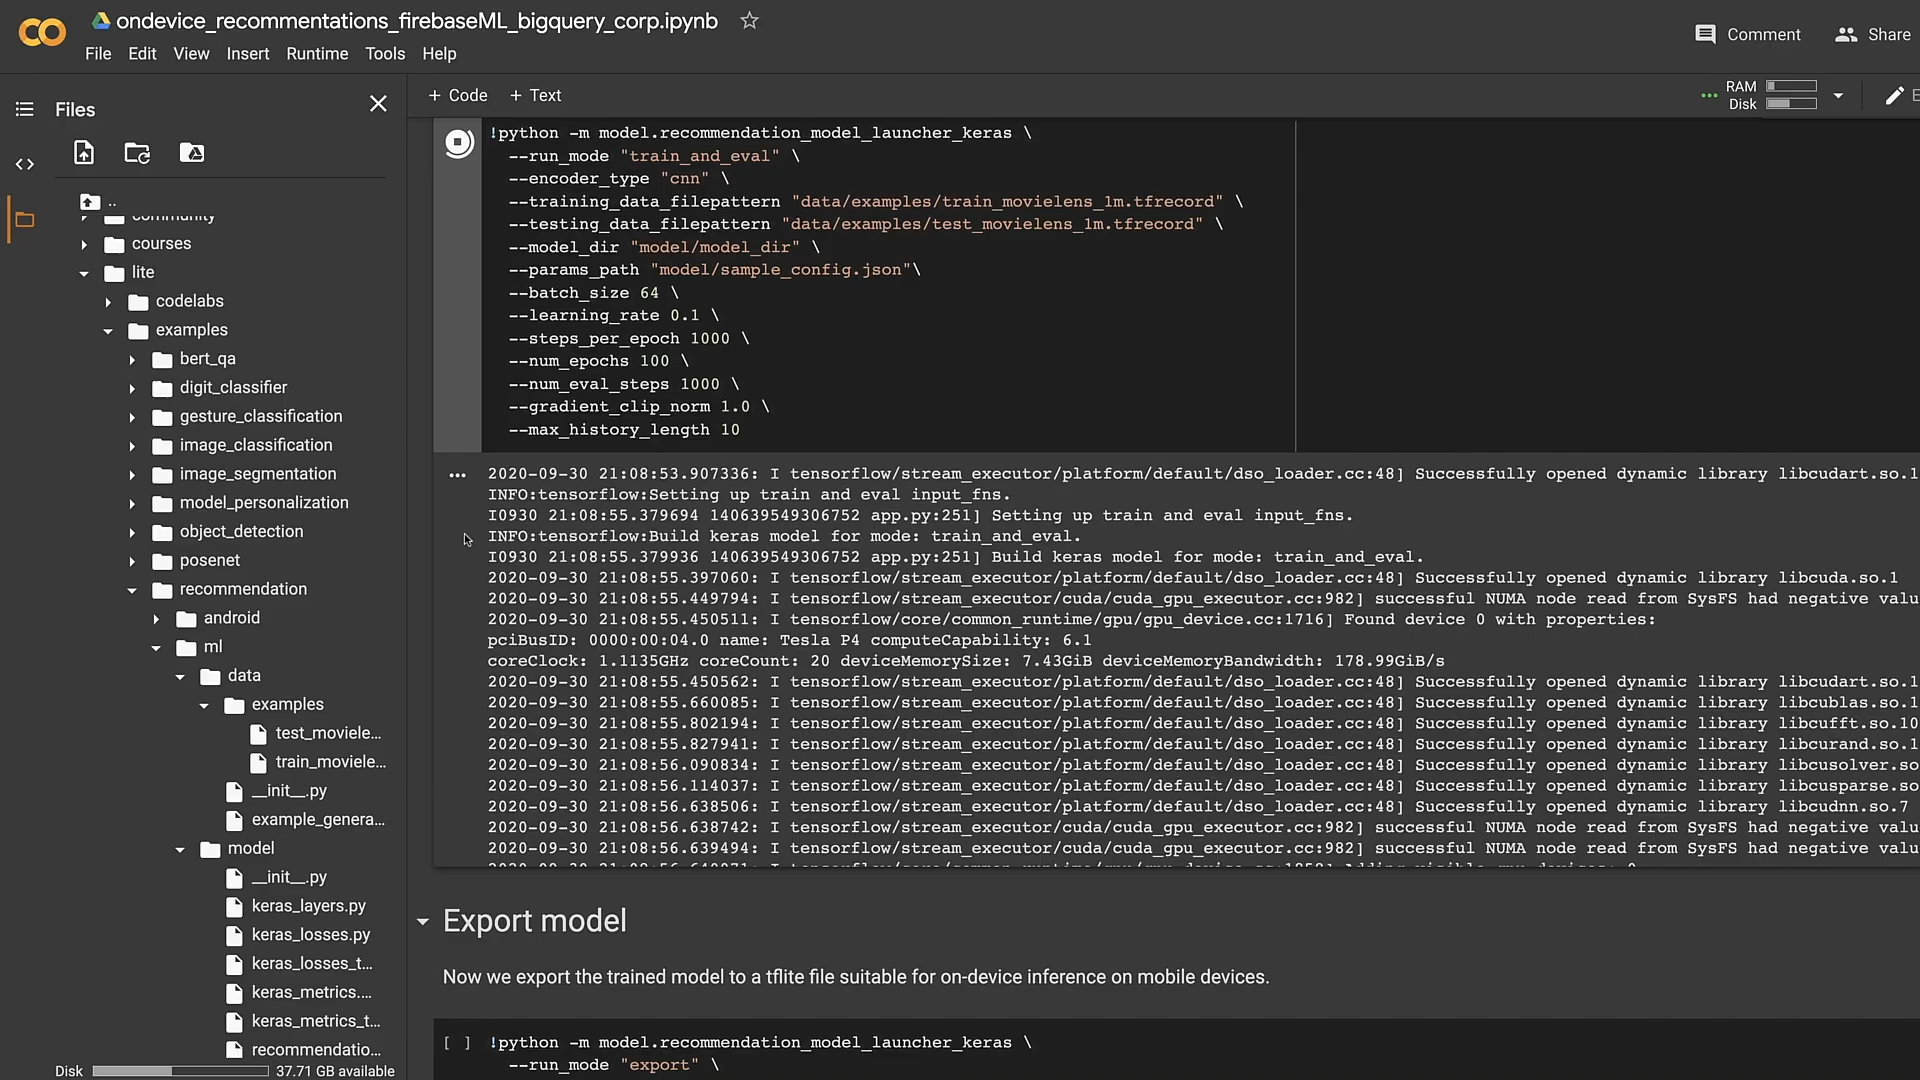 ondevice_recommentations_firebaseML_bigquery_corp.ipynb
File Edit View Insert Runtime Tools Help
Comment Share
Files
+ Code + Text
RAM
Disk
..
community
courses
lite
codelabs
examples
bert_qa
digit_classifier
gesture_classification
image_classification
image_segmentation
model_personalization
object_detection
posenet
recommendation
android
ml
data
examples
test_moviele...
train_moviele...
__init__.py
example_genera...
model
__init__.py
keras_layers.py
keras_losses.py
keras_losses_t...
keras_metrics....
keras_metrics_t...
recommendatio...
Disk 37.71 GB available
!python -m model.recommendation_model_launcher_keras \
--run_mode "train_and_eval" \
--encoder_type "cnn" \
--training_data_filepattern "data/examples/train_movielens_1m.tfrecord" \
--testing_data_filepattern "data/examples/test_movielens_1m.tfrecord" \
--model_dir "model/model_dir" \
--params_path "model/sample_config.json"\
--batch_size 64 \
--learning_rate 0.1 \
--steps_per_epoch 1000 \
--num_epochs 100 \
--num_eval_steps 1000 \
--gradient_clip_norm 1.0 \
--max_history_length 10
2020-09-30 21:08:53.907336: I tensorflow/stream_executor/platform/default/dso_loader.cc:48] Successfully opened dynamic library libcudart.so.1
INFO:tensorflow:Setting up train and eval input_fns.
I0930 21:08:55.379694 140639549306752 app.py:251] Setting up train and eval input_fns.
INFO:tensorflow:Build keras model for mode: train_and_eval.
I0930 21:08:55.379936 140639549306752 app.py:251] Build keras model for mode: train_and_eval.
2020-09-30 21:08:55.397060: I tensorflow/stream_executor/platform/default/dso_loader.cc:48] Successfully opened dynamic library libcuda.so.1
2020-09-30 21:08:55.449794: I tensorflow/stream_executor/cuda/cuda_gpu_executor.cc:982] successful NUMA node read from SysFS had negative valu
2020-09-30 21:08:55.450511: I tensorflow/core/common_runtime/gpu/gpu_device.cc:1716] Found device 0 with properties:
pciBusID: 0000:00:04.0 name: Tesla P4 computeCapability: 6.1
coreClock: 1.1135GHz coreCount: 20 deviceMemorySize: 7.43GiB deviceMemoryBandwidth: 178.99GiB/s
2020-09-30 21:08:55.450562: I tensorflow/stream_executor/platform/default/dso_loader.cc:48] Successfully opened dynamic library libcudart.so.1
2020-09-30 21:08:55.660085: I tensorflow/stream_executor/platform/default/dso_loader.cc:48] Successfully opened dynamic library libcublas.so.1
2020-09-30 21:08:55.802194: I tensorflow/stream_executor/platform/default/dso_loader.cc:48] Successfully opened dynamic library libcufft.so.10
2020-09-30 21:08:55.827941: I tensorflow/stream_executor/platform/default/dso_loader.cc:48] Successfully opened dynamic library libcurand.so.1
2020-09-30 21:08:56.090834: I tensorflow/stream_executor/platform/default/dso_loader.cc:48] Successfully opened dynamic library libcusolver.so
2020-09-30 21:08:56.114037: I tensorflow/stream_executor/platform/default/dso_loader.cc:48] Successfully opened dynamic library libcusparse.so
2020-09-30 21:08:56.638506: I tensorflow/stream_executor/platform/default/dso_loader.cc:48] Successfully opened dynamic library libcudnn.so.7
2020-09-30 21:08:56.638742: I tensorflow/stream_executor/cuda/cuda_gpu_executor.cc:982] successful NUMA node read from SysFS had negative valu
2020-09-30 21:08:56.639494: I tensorflow/stream_executor/cuda/cuda_gpu_executor.cc:982] successful NUMA node read from SysFS had negative valu
Export model
Now we export the trained model to a tflite file suitable for on-device inference on mobile devices.
[ ] !python -m model.recommendation_model_launcher_keras \
--run_mode "export" \